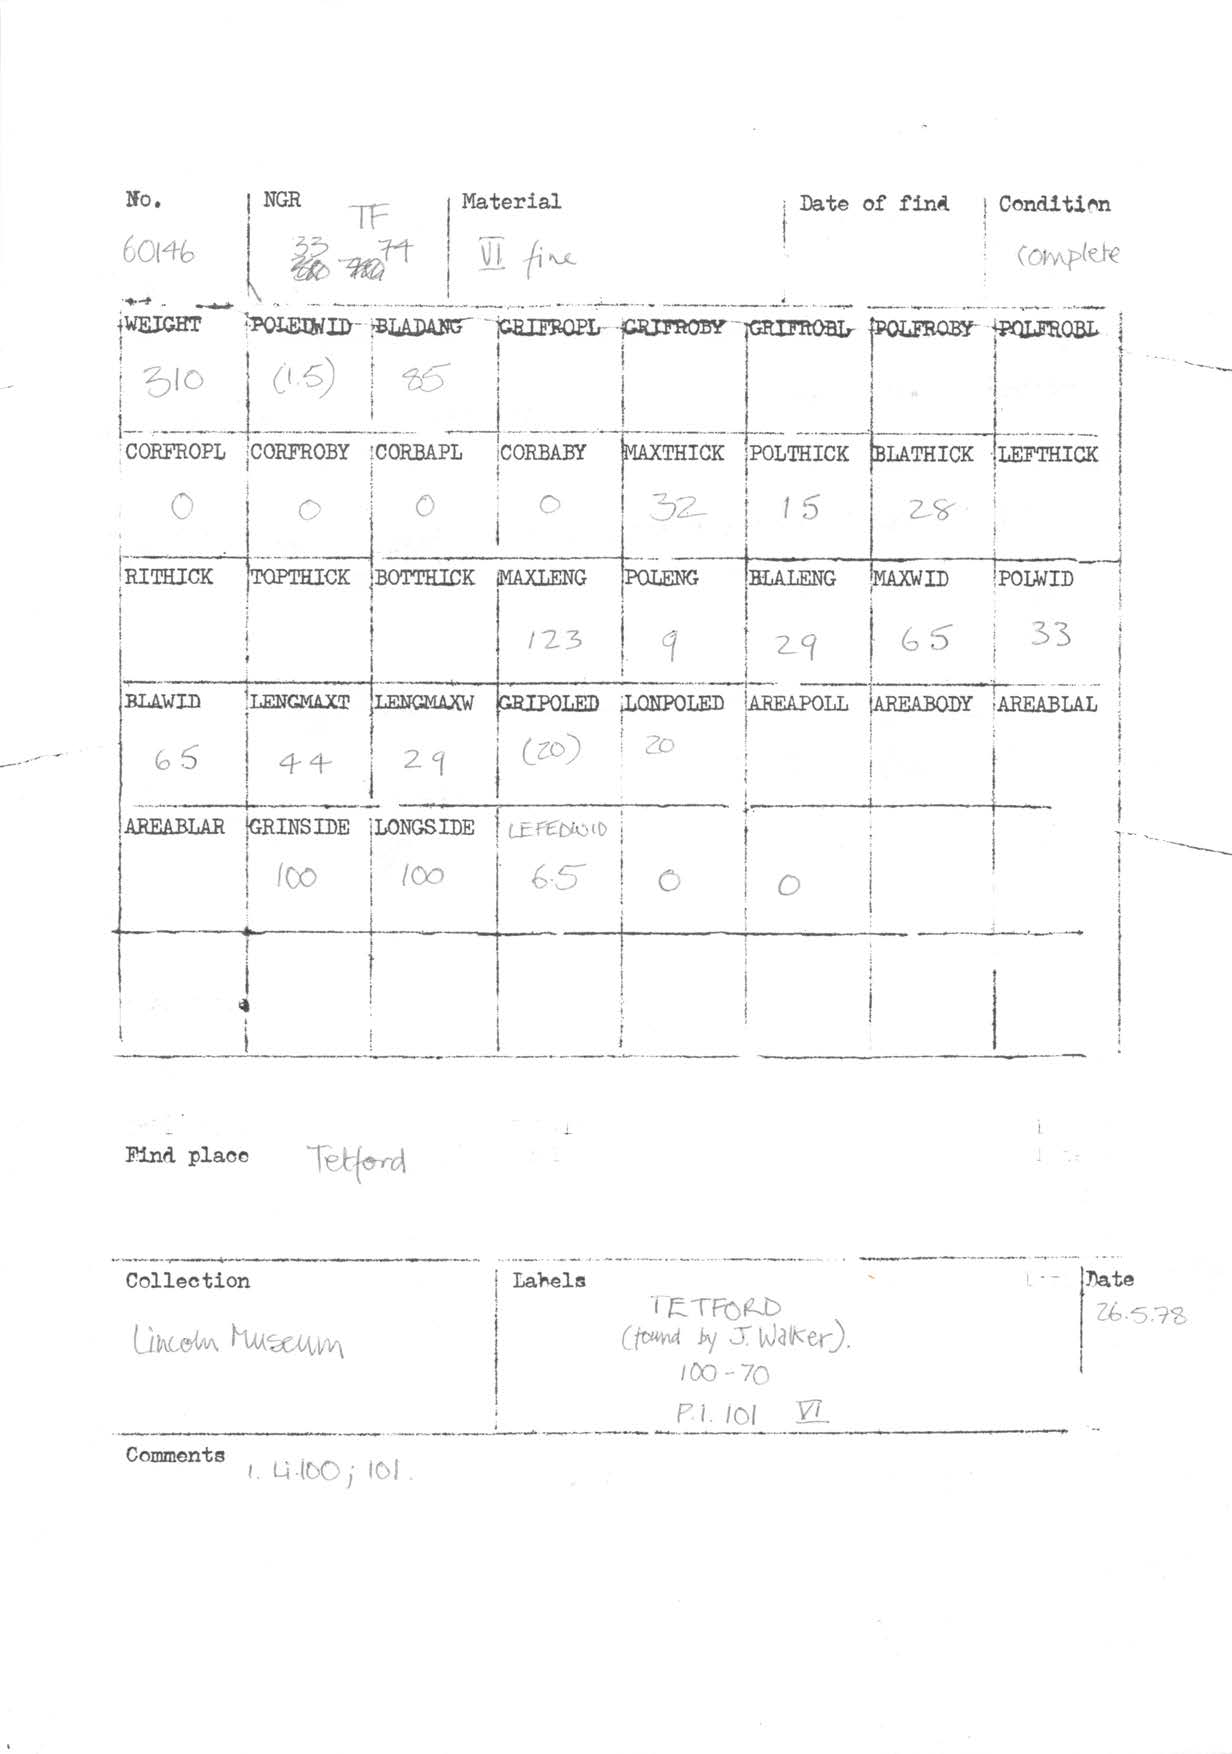 No. NGR Material Date of find Condition
TF
60146 33 74 VI fine complete
WEIGHT POLEDWID BLADANG GRIFROPL GRIFROBY GRIFROBL POLFROBY POLFROBL
310 (1.5) 85
CORFROPL CORFROBY CORBAPL CORBABY MAXTHICK POLTHICK BLATHICK LEFTHICK
0 0 0 0 32 15 28
RITHICK TOPTHICK BOTTHICK MAXLENG POLENG BLALENG MAXWID POLWID
123 9 29 65 33
BLAWID LENGMAXT LENGMAXW GRIPOLED LONPOLED AREAPOLL AREABODY AREABLAL
65 44 29 (20) 20
AREABLAR GRINSIDE LONGSIDE LEFEDWID
100 100 6.5 0 0
Find place Tetford
Collection Labels Date
TETFORD 26.5.78
Lincoln Museum (found by J. Walker).
100-70
P.1. 101 VI
Comments 1. Li.100; 101.